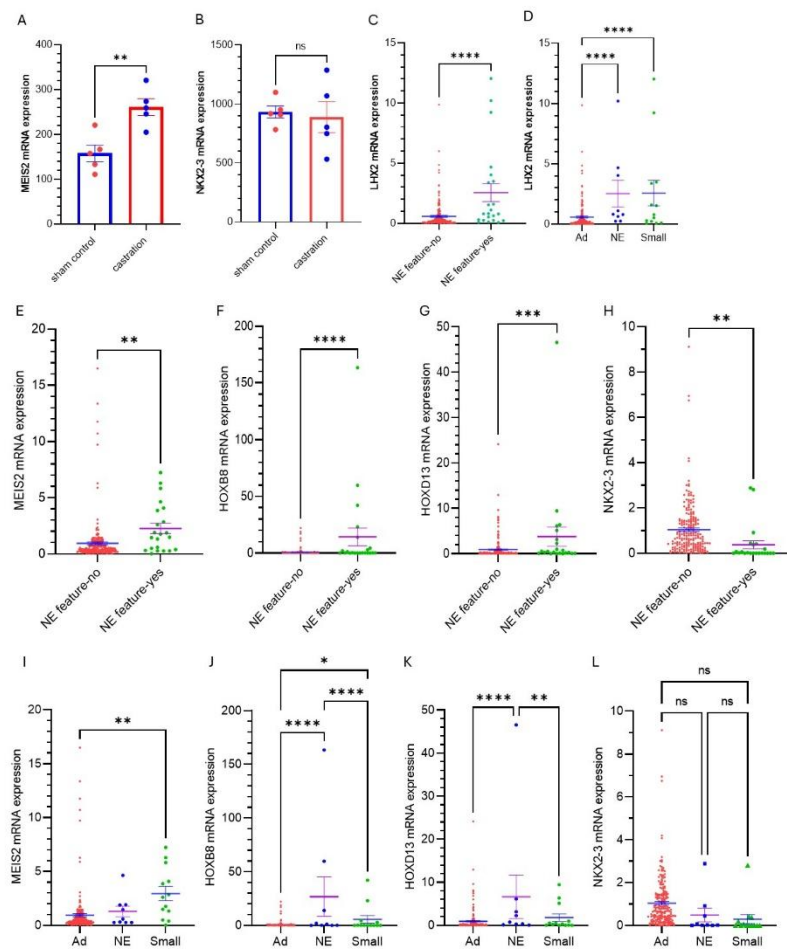 A
MEIS2 mRNA expression
400
300
200
100
0
**
sham control
castration
B
NKX2-3 mRNA expression
1500
1000
500
0
ns
sham control
castration
C
LHX2 mRNA expression
15
10
5
0
****
NE feature-no
NE feature-yes
D
LHX2 mRNA expression
15
10
5
0
****
****
Ad NE Small
E
MEIS2 mRNA expression
20
15
10
5
0
**
NE feature-no
NE feature-yes
F
HOXB8 mRNA expression
200
150
100
50
0
****
NE feature-no
NE feature-yes
G
HOXD13 mRNA expression
50
40
30
20
10
0
***
NE feature-no
NE feature-yes
H
NKX2-3 mRNA expression
10
8
6
4
2
0
**
NE feature-no
NE feature-yes
I
MEIS2 mRNA expression
20
15
10
5
0
**
Ad NE Small
J
HOXB8 mRNA expression
200
150
100
50
0
*
****
****
Ad NE Small
K
HOXD13 mRNA expression
50
40
30
20
10
0
****
**
Ad NE Small
L
NKX2-3 mRNA expression
10
8
6
4
2
0
ns
ns
ns
Ad NE Small